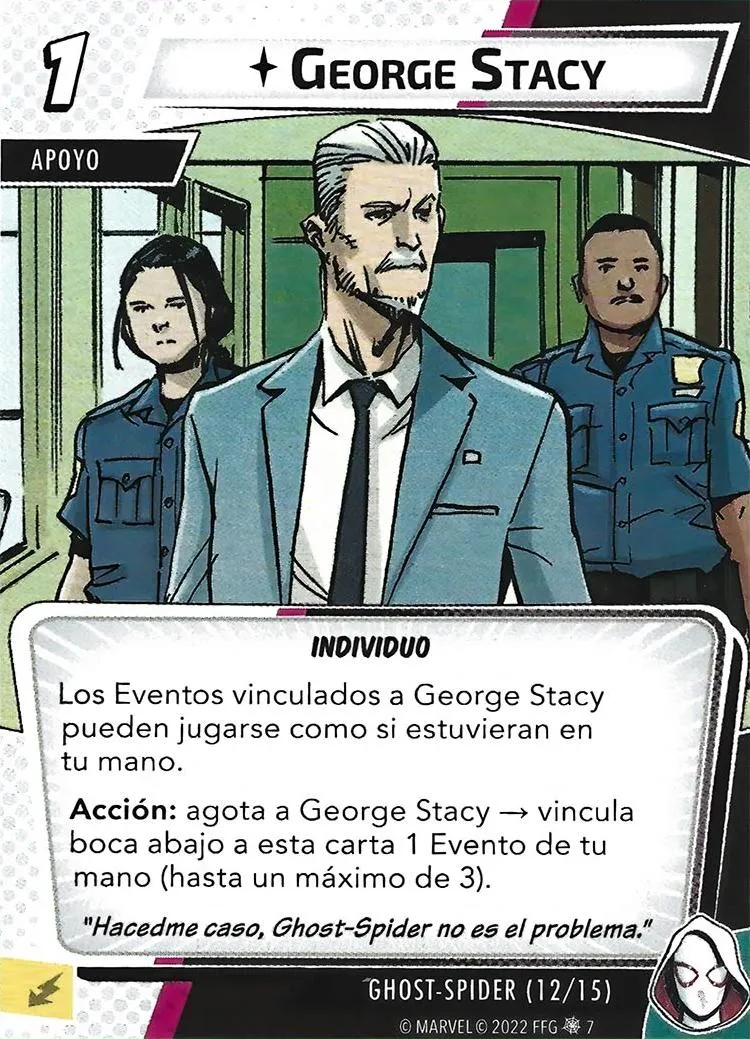 1
GEORGE STACY
APOYO
INDIVIDUO
Los Eventos vinculados a George Stacy
pueden jugarse como si estuvieran en
tu mano.
Acción: agota a George Stacy → vincula
boca abajo a esta carta 1 Evento de tu
mano (hasta un máximo de 3).
"Hacedme caso, Ghost-Spider no es el problema."
GHOST-SPIDER (12/15)
© MARVEL © 2022 FFG 7